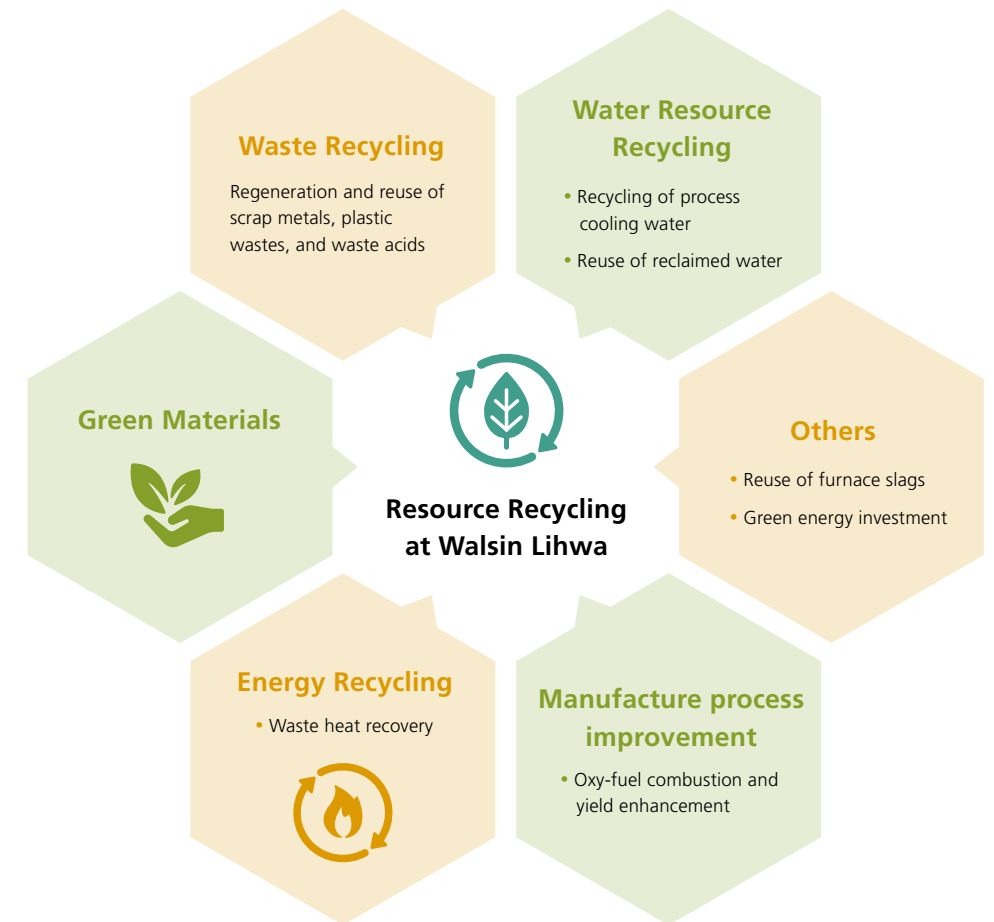 Waste Recycling
Regeneration and reuse of
scrap metals, plastic
wastes, and waste acids
Water Resource
Recycling
• Recycling of process
cooling water
• Reuse of reclaimed water
Green Materials
Resource Recycling
at Walsin Lihwa
Others
• Reuse of furnace slags
• Green energy investment
Energy Recycling
• Waste heat recovery
Manufacture process
improvement
• Oxy-fuel combustion and
yield enhancement